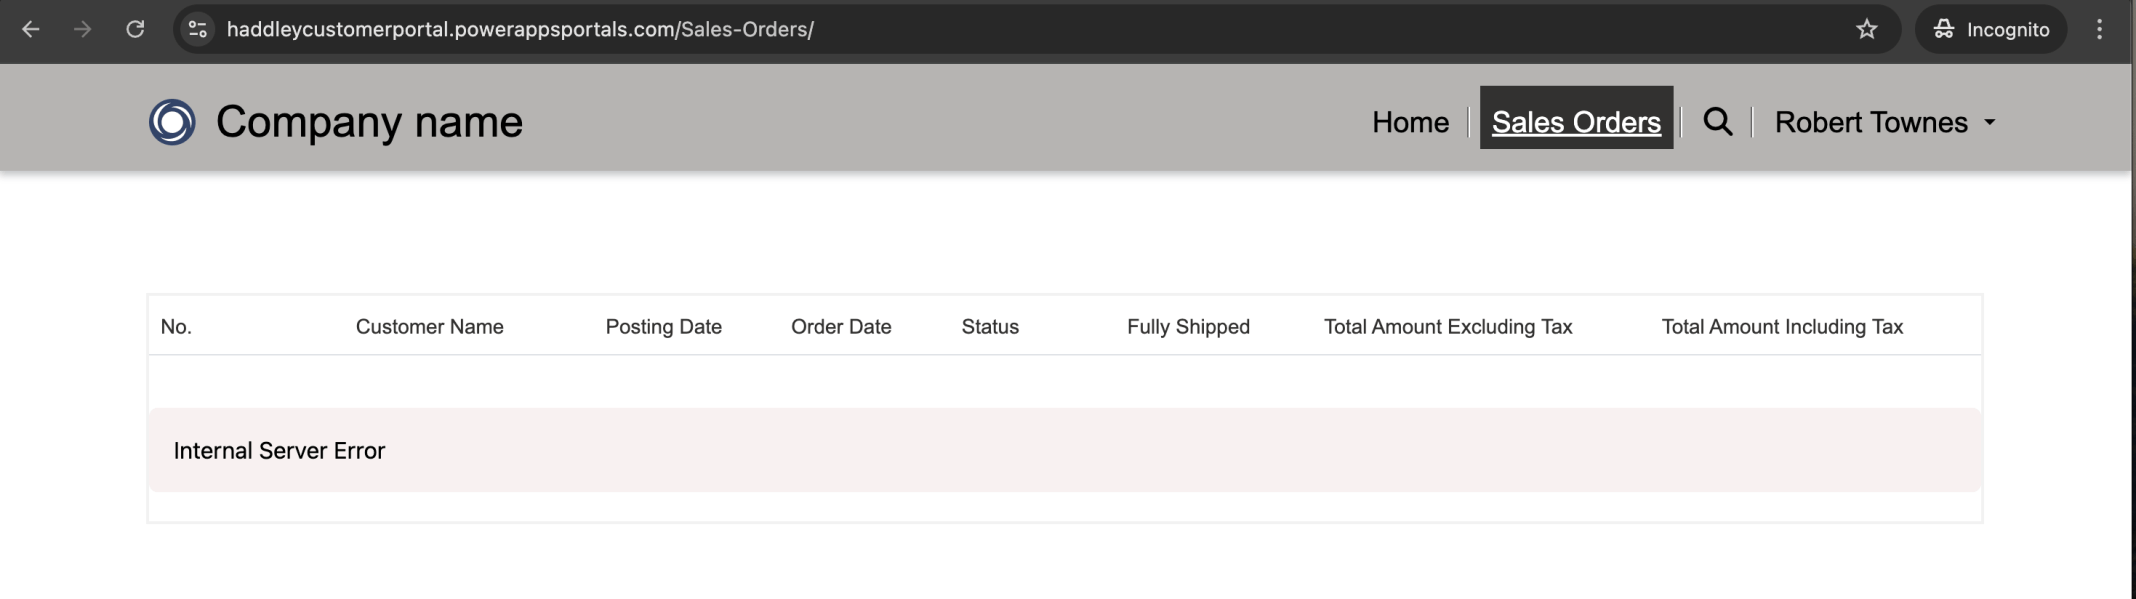 haddleycustomerportal.powerappsportals.com/Sales-Orders/
Incognito
Company name
Home
Sales Orders
Robert Townes
No. Customer Name Posting Date Order Date Status Fully Shipped Total Amount Excluding Tax Total Amount Including Tax
Internal Server Error